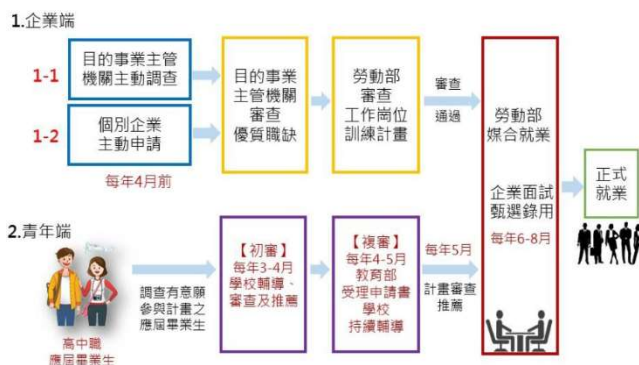 1.企業端
1-1
目的事業主管
機關主動調查
1-2
個別企業
主動申請
每年4月前
目的事業
主管機關
審查
優質職缺
勞動部
審查
工作崗位
訓練計畫
審查
通過
勞動部
媒合就業
企業面試
甄選錄用
每年6-8月
正式
就業
2.青年端
高中職
應屆畢業生
調查有意願
參與計畫之
應屆畢業生
【初審】
每年3-4月
學校輔導、
審查及推薦
【複審】
每年4-5月
教育部
受理申請書
學校
持續輔導
每年5月
計畫審查
推薦